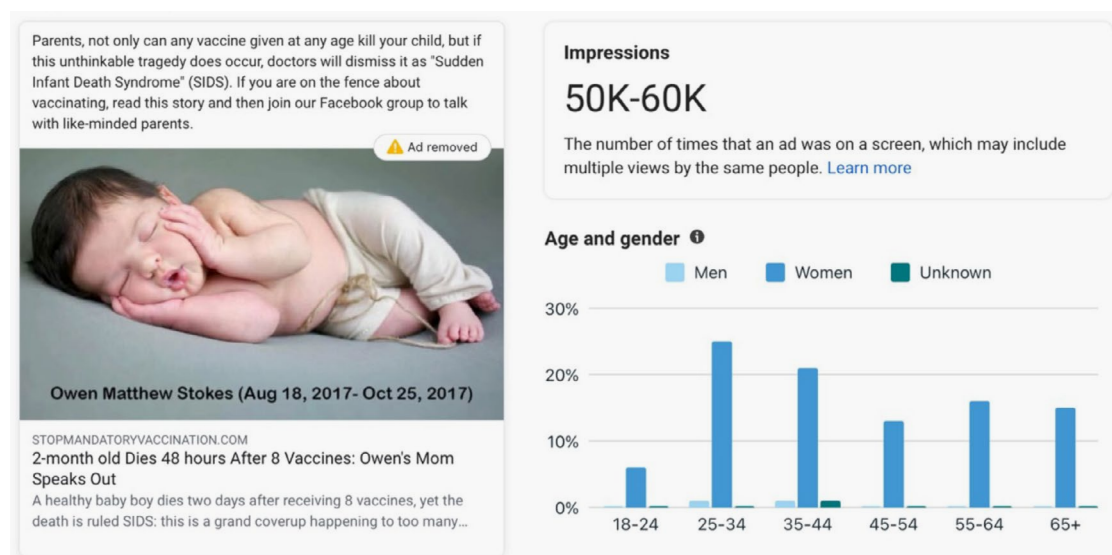 Parents, not only can any vaccine given at any age kill your child, but if
this unthinkable tragedy does occur, doctors will dismiss it as "Sudden
Infant Death Syndrome" (SIDS). If you are on the fence about
vaccinating, read this story and then join our Facebook group to talk
with like-minded parents.
Ad removed
Owen Matthew Stokes (Aug 18, 2017- Oct 25, 2017)
STOPMANDATORYVACCINATION.COM
2-month old Dies 48 hours After 8 Vaccines: Owen's Mom
Speaks Out
A healthy baby boy dies two days after receiving 8 vaccines, yet the
death is ruled SIDS: this is a grand coverup happening to too many...
Impressions
50K-60K
The number of times that an ad was on a screen, which may include
multiple views by the same people. Learn more
Age and gender
Men Women Unknown
30%
20%
10%
0%
18-24 25-34 35-44 45-54 55-64 65+